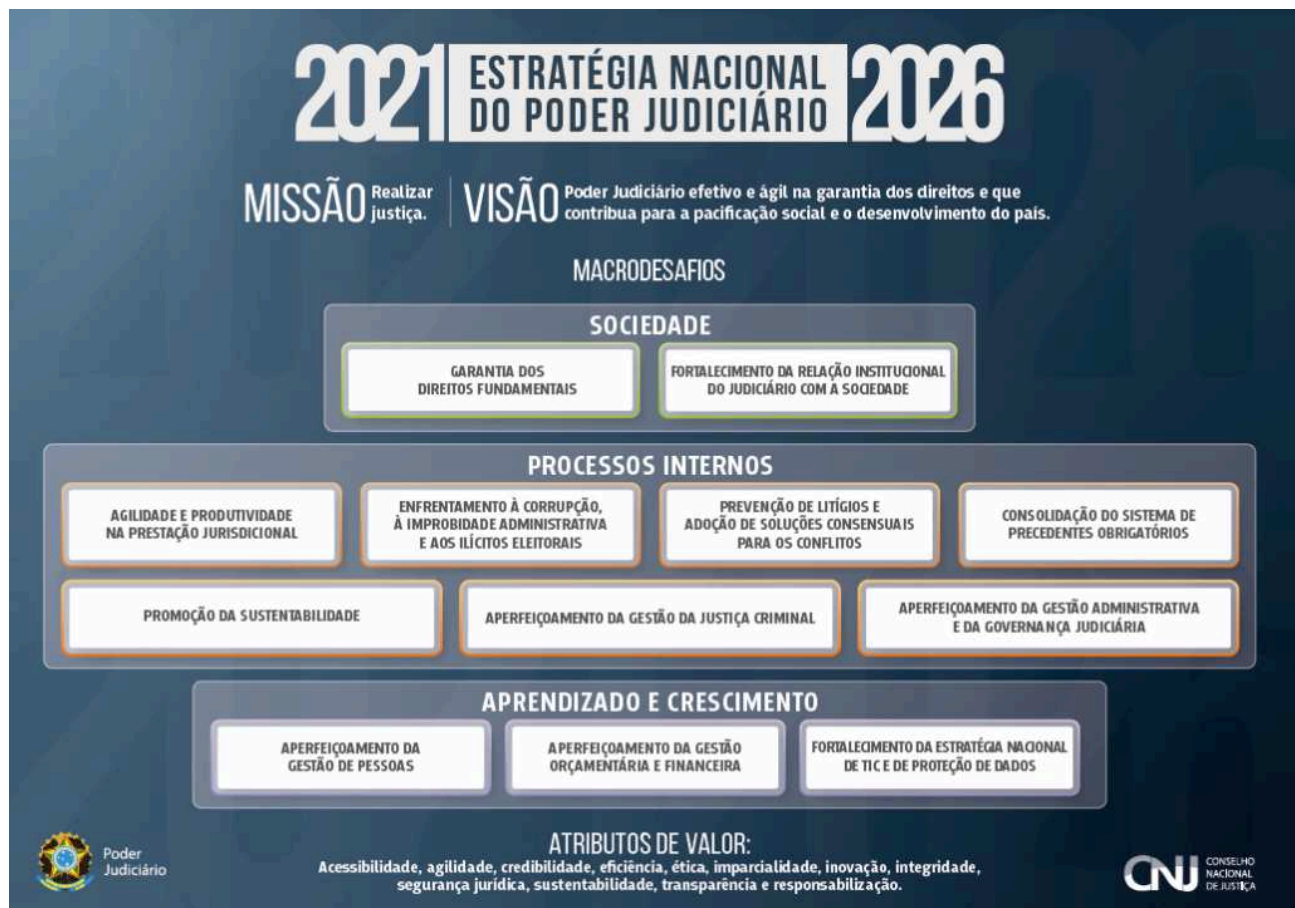 2021 ESTRATÉGIA NACIONAL DO PODER JUDICIÁRIO 2026
MISSÃO Realizar justiça.
VISÃO Poder Judiciário efetivo e ágil na garantia dos direitos e que
contribua para a pacificação social e o desenvolvimento do país.
MACRODESAFIOS
SOCIEDADE
GARANTIA DOS
DIREITOS FUNDAMENTAIS
FORTALECIMENTO DA RELAÇÃO INSTITUCIONAL
DO JUDICIÁRIO COM A SOCIEDADE
PROCESSOS INTERNOS
AGILIDADE E PRODUTIVIDADE
NA PRESTAÇÃO JURISDICIONAL
ENFRENTAMENTO À CORRUPÇÃO,
À IMPROBIDADE ADMINISTRATIVA
E AOS ILÍCITOS ELEITORAIS
PREVENÇÃO DE LITÍGIOS E
ADOÇÃO DE SOLUÇÕES CONSENSUAIS
PARA OS CONFLITOS
CONSOLIDAÇÃO DO SISTEMA DE
PRECEDENTES OBRIGATÓRIOS
PROMOÇÃO DA SUSTENTABILIDADE
APERFEIÇOAMENTO DA GESTÃO DA JUSTIÇA CRIMINAL
APERFEIÇOAMENTO DA GESTÃO ADMINISTRATIVA
E DA GOVERNANÇA JUDICIÁRIA
APRENDIZADO E CRESCIMENTO
APERFEIÇOAMENTO DA
GESTÃO DE PESSOAS
APERFEIÇOAMENTO DA GESTÃO
ORÇAMENTÁRIA E FINANCEIRA
FORTALECIMENTO DA ESTRATÉGIA NACIONAL
DE TIC E DE PROTEÇÃO DE DADOS
ATRIBUTOS DE VALOR:
Acessibilidade, agilidade, credibilidade, eficiência, ética, imparcialidade, inovação, integridade,
segurança jurídica, sustentabilidade, transparência e responsabilização.
Poder
Judiciário
CNJ
CONSELHO
NACIONAL
DE JUSTIÇA